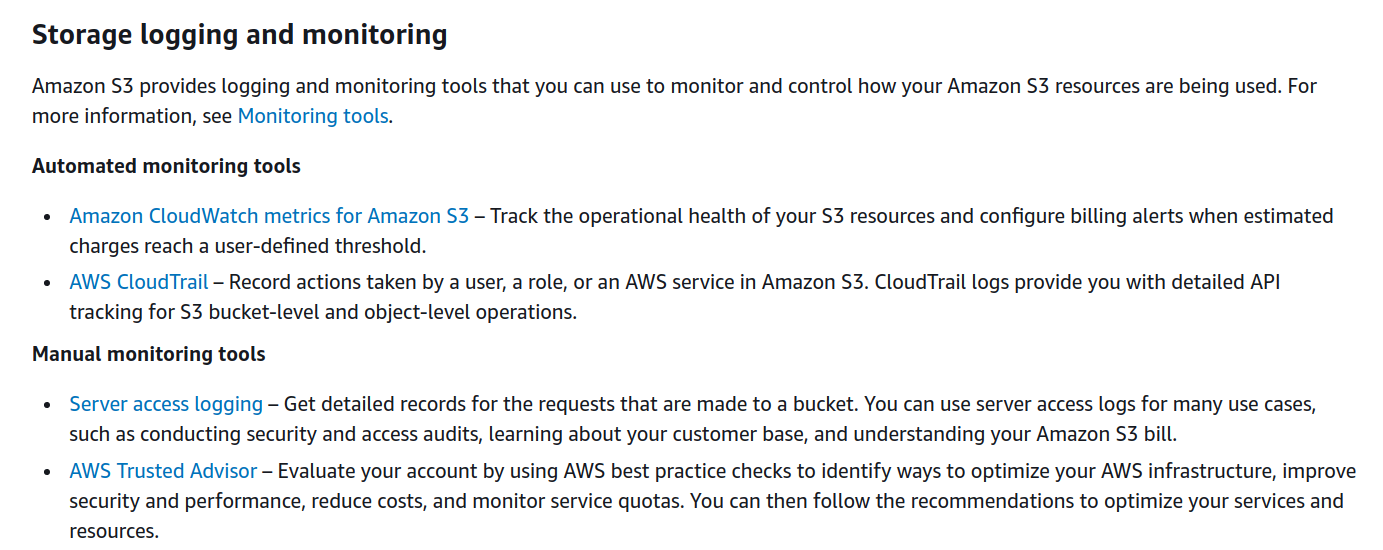 Storage logging and monitoring
Amazon S3 provides logging and monitoring tools that you can use to monitor and control how your Amazon S3 resources are being used. For
more information, see Monitoring tools.
Automated monitoring tools
• Amazon CloudWatch metrics for Amazon S3 – Track the operational health of your S3 resources and configure billing alerts when estimated
charges reach a user-defined threshold.
• AWS CloudTrail – Record actions taken by a user, a role, or an AWS service in Amazon S3. CloudTrail logs provide you with detailed API
tracking for S3 bucket-level and object-level operations.
Manual monitoring tools
• Server access logging – Get detailed records for the requests that are made to a bucket. You can use server access logs for many use cases,
such as conducting security and access audits, learning about your customer base, and understanding your Amazon S3 bill.
• AWS Trusted Advisor – Evaluate your account by using AWS best practice checks to identify ways to optimize your AWS infrastructure, improve
security and performance, reduce costs, and monitor service quotas. You can then follow the recommendations to optimize your services and
resources.